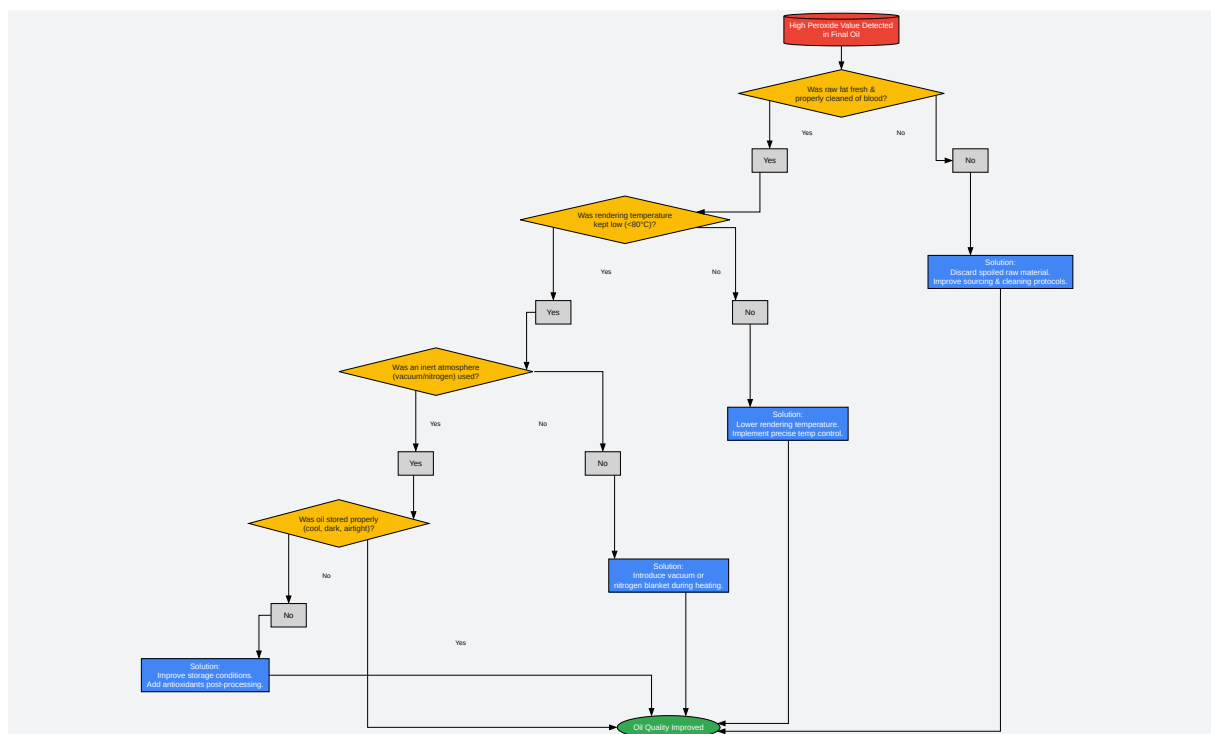 High Peroxide Value Detected
in Final Oil
Was raw fat fresh &
properly cleaned of blood?
Yes
No
Yes
No
Was rendering temperature
kept low (<80°C)?
Solution:
Discard spoiled raw material.
Improve sourcing & cleaning protocols.
Yes
No
Yes
No
Was an inert atmosphere
(vacuum/nitrogen) used?
Solution:
Lower rendering temperature.
Implement precise temp control.
Yes
No
Yes
No
Was oil stored properly
(cool, dark, airtight)?
Solution:
Introduce vacuum or
nitrogen blanket during heating.
No
No
Yes
Solution:
Improve storage conditions.
Add antioxidants post-processing.
Oil Quality Improved